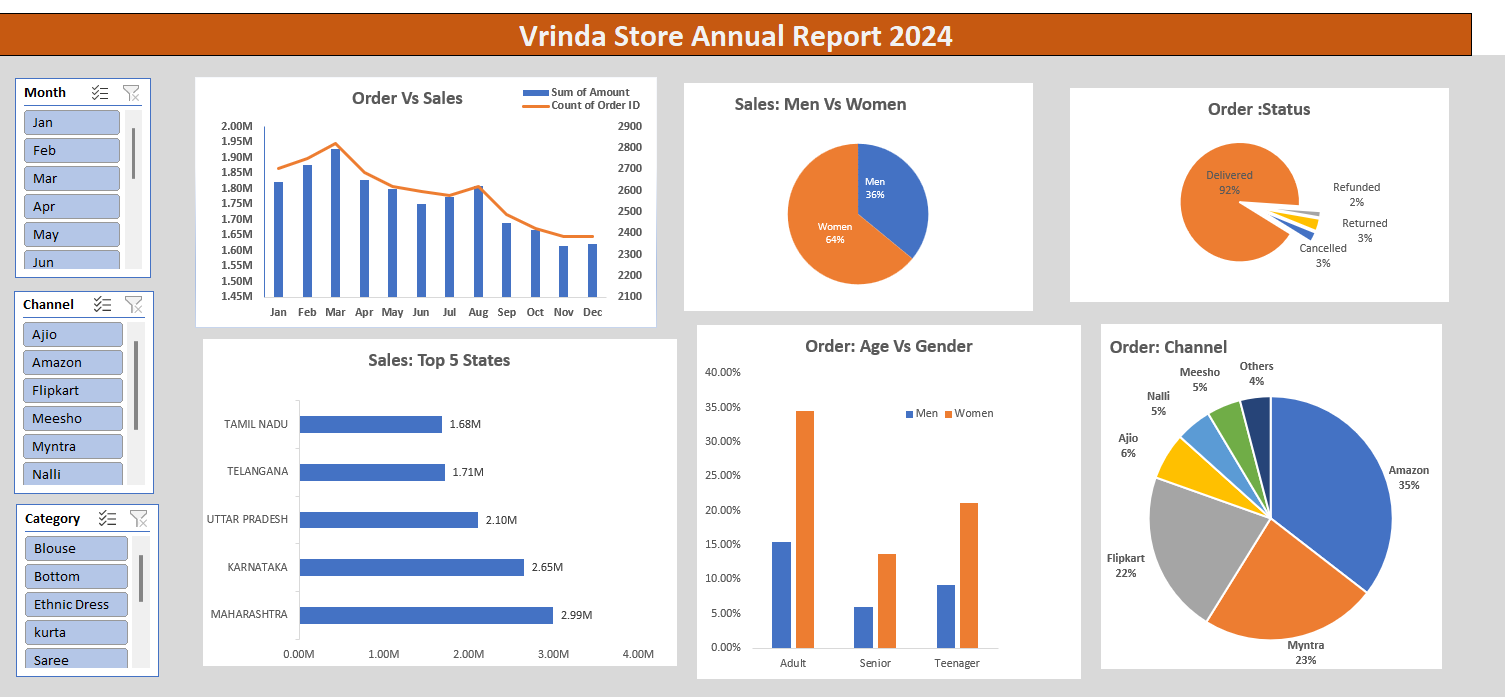 Vrinda Store Annual Report 2024
Month
Jan
Feb
Mar
Apr
May
Jun
Channel
Ajio
Amazon
Flipkart
Meesho
Myntra
Nalli
Category
Blouse
Bottom
Ethnic Dress
kurta
Saree
Order Vs Sales
Sum of Amount
Count of Order ID
2.00M
1.95M
1.90M
1.85M
1.80M
1.75M
1.70M
1.65M
1.60M
1.55M
1.50M
1.45M
2900
2800
2700
2600
2500
2400
2300
2200
2100
Jan Feb Mar Apr May Jun Jul Aug Sep Oct Nov Dec
Sales: Men Vs Women
Men
36%
Women
64%
Order :Status
Delivered
92%
Refunded
2%
Returned
3%
Cancelled
3%
Sales: Top 5 States
TAMIL NADU 1.68M
TELANGANA 1.71M
UTTAR PRADESH 2.10M
KARNATAKA 2.65M
MAHARASHTRA 2.99M
0.00M 1.00M 2.00M 3.00M 4.00M
Order: Age Vs Gender
Men Women
40.00%
35.00%
30.00%
25.00%
20.00%
15.00%
10.00%
5.00%
0.00%
Adult Senior Teenager
Order: Channel
Others
4%
Meesho
5%
Nalli
5%
Ajio
6%
Flipkart
22%
Amazon
35%
Myntra
23%